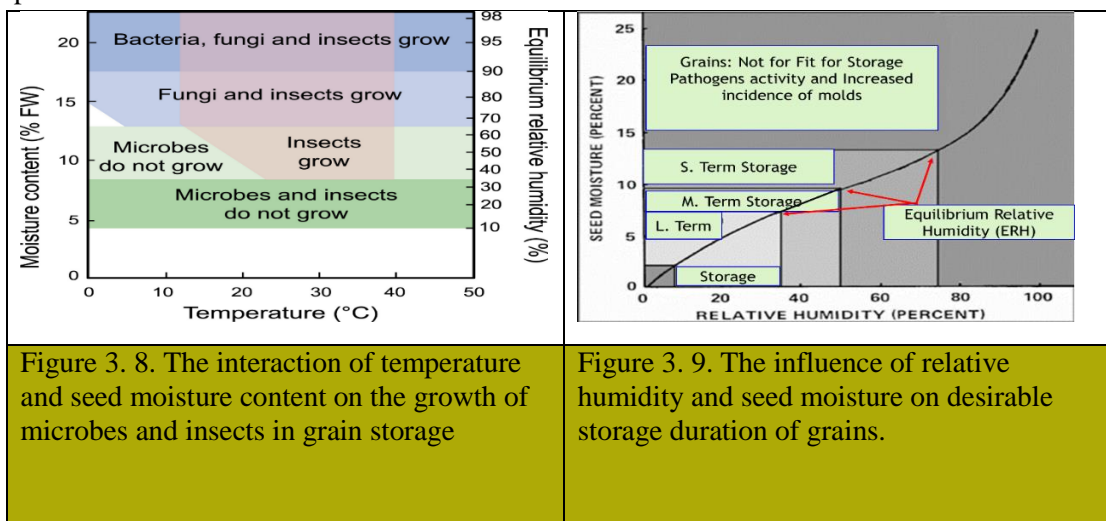 20
15
10
5
0
Moisture content (% FW)
Bacteria, fungi and insects grow
Fungi and insects grow
Microbes
do not grow
Insects
grow
Microbes and insects
do not grow
98
95
90
80
70
60
50
40
30
20
10
Equilibrium relative
humidity (%)
0
10
20
30
40
50
Temperature (°C)
25
20
15
10
5
0
SEED MOISTURE (PERCENT)
Grains: Not for Fit for Storage
Pathogens activity and Increased
incidence of molds
S. Term Storage
M. Term Storage
L. Term
Storage
Equilibrium Relative
Humidity (ERH)
0
20
40
60
80
100
RELATIVE HUMIDITY (PERCENT)
Figure 3. 8. The interaction of temperature
and seed moisture content on the growth of
microbes and insects in grain storage
Figure 3. 9. The influence of relative
humidity and seed moisture on desirable
storage duration of grains.